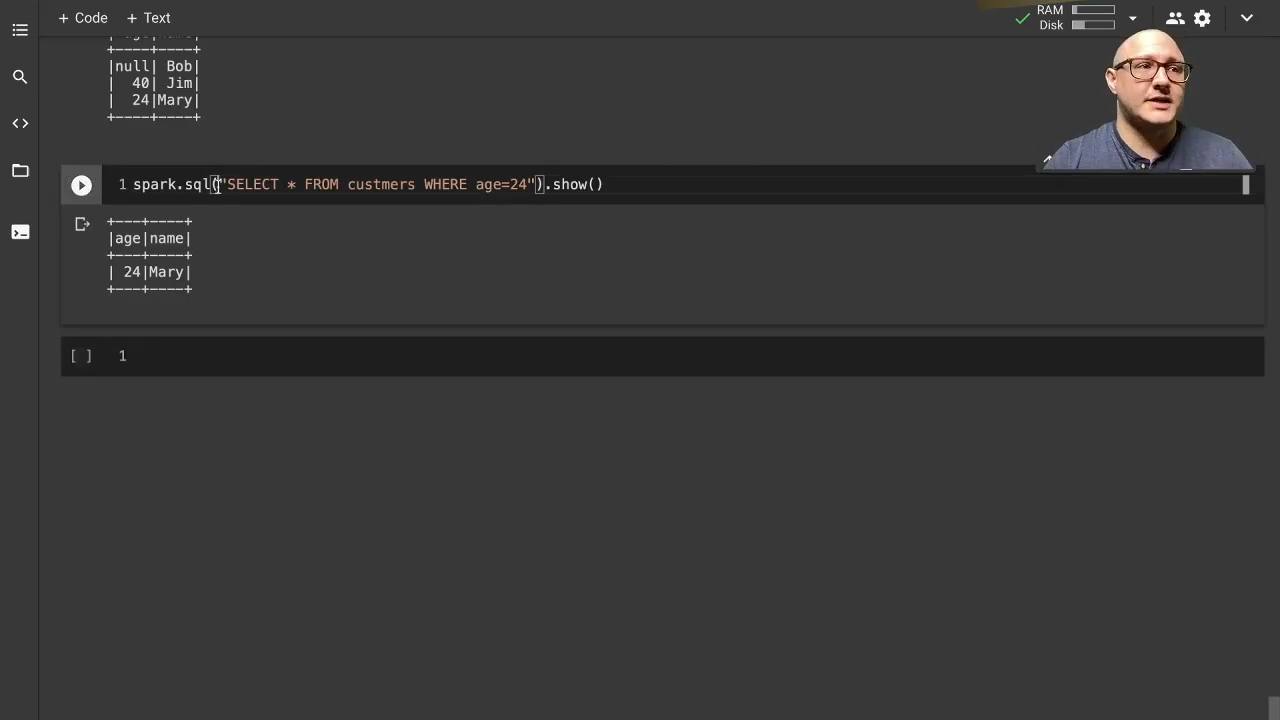 + Code + Text
RAM
Disk
+----+----+
|null| Bob|
|  40| Jim|
|  24|Mary|
+----+----+
1 spark.sql("SELECT * FROM custmers WHERE age=24").show()
+---+----+
|age|name|
+---+----+
| 24|Mary|
+---+----+
[ ] 1